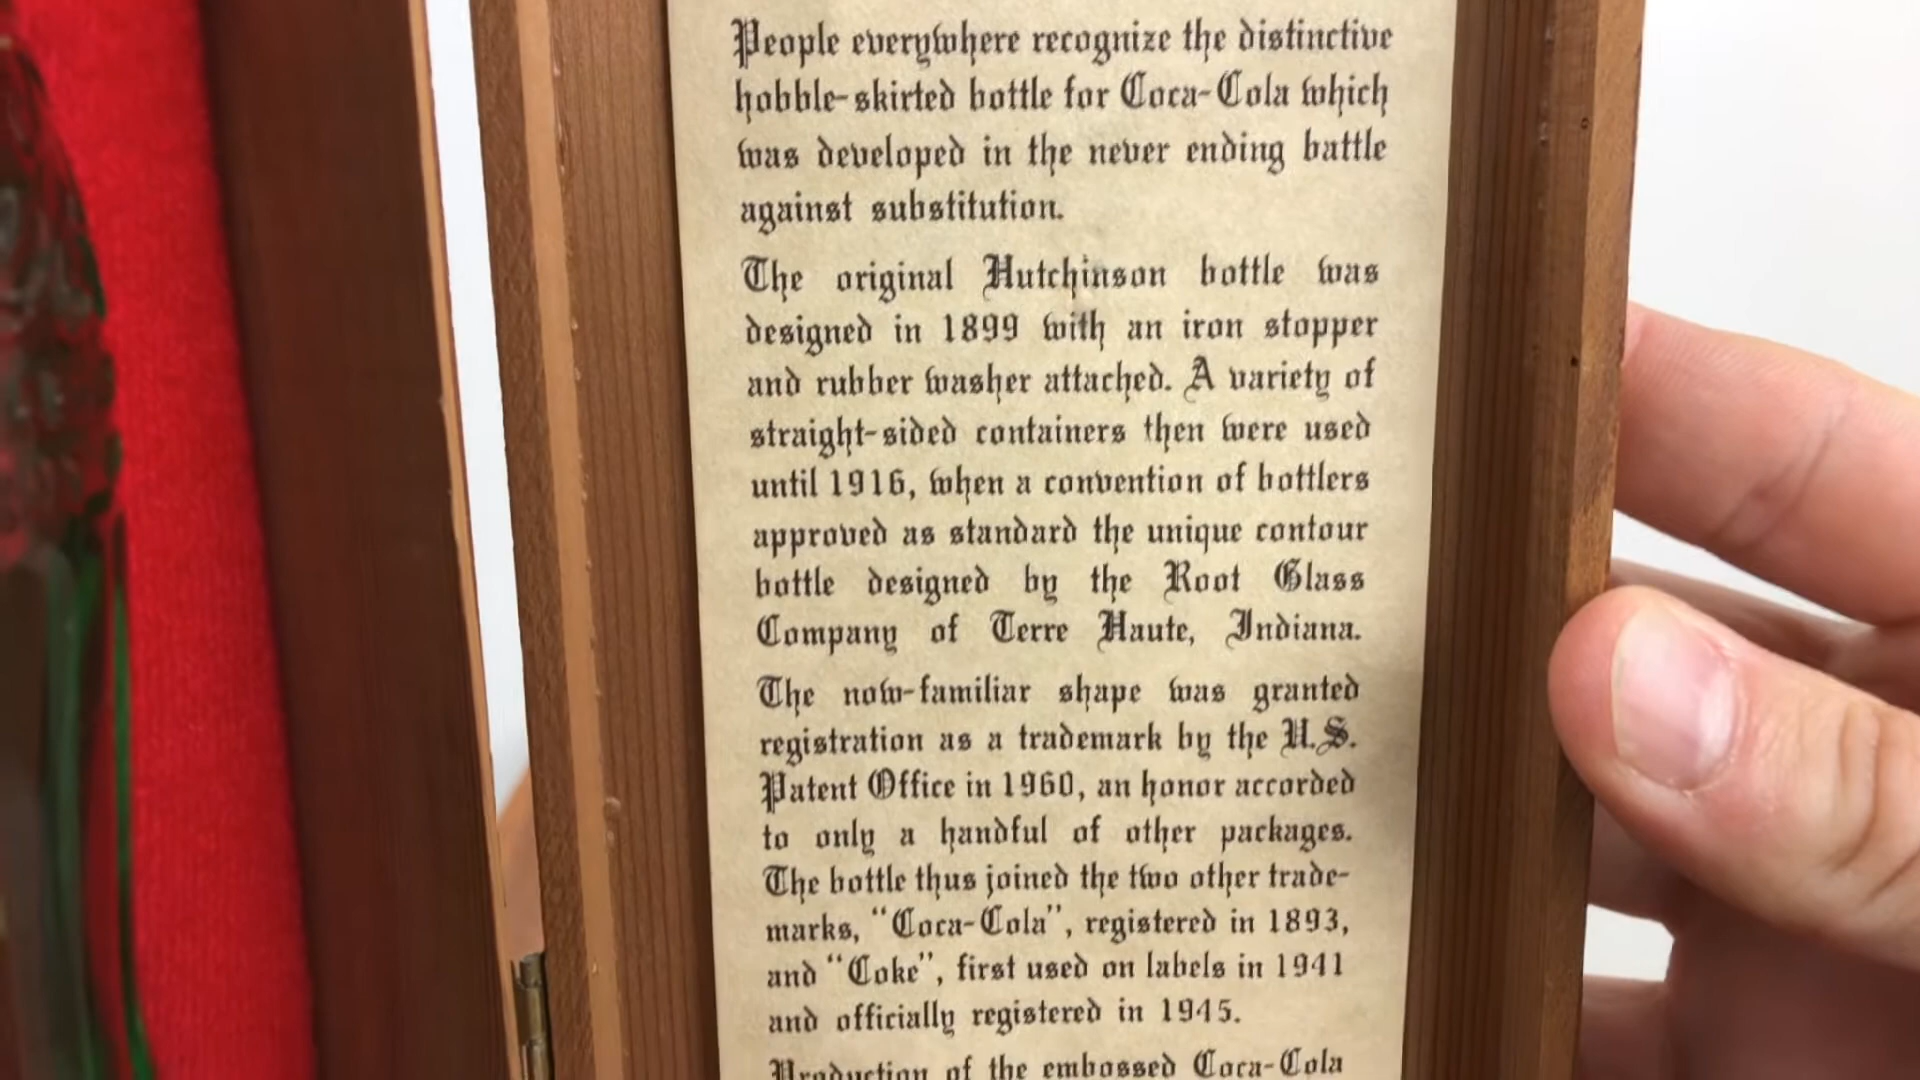 People everywhere recognize the distinctive
hobble-skirted bottle for Coca-Cola which
was developed in the never ending battle
against substitution.
The original Hutchinson bottle was
designed in 1899 with an iron stopper
and rubber washer attached. A variety of
straight-sided containers then were used
until 1916, when a convention of bottlers
approved as standard the unique contour
bottle designed by the Root Glass
Company of Terre Haute, Indiana.
The now-familiar shape was granted
registration as a trademark by the U.S.
Patent Office in 1960, an honor accorded
to only a handful of other packages.
The bottle thus joined the two other trade-
marks, “Coca-Cola”, registered in 1893,
and “Coke”, first used on labels in 1941
and officially registered in 1945.
Production of the embossed Coca-Cola